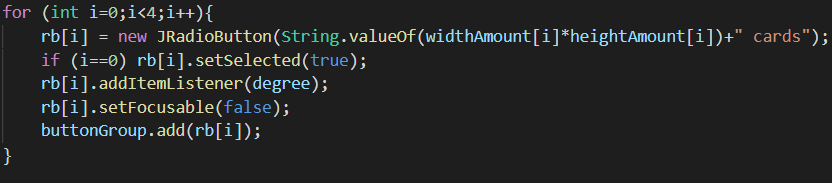 for (int i=0;i<4;i++){
    rb[i] = new JRadioButton(String.valueOf(widthAmount[i]*heightAmount[i])+" cards");
    if (i==0) rb[i].setSelected(true);
    rb[i].addItemListener(degree);
    rb[i].setFocusable(false);
    buttonGroup.add(rb[i]);
}